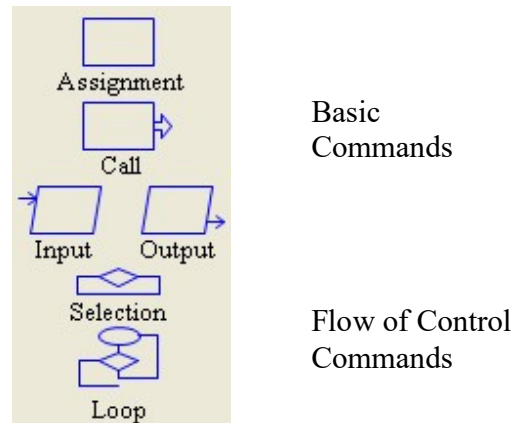 Assignment
Call
Input Output
Selection
Loop
Basic
Commands
Flow of Control
Commands